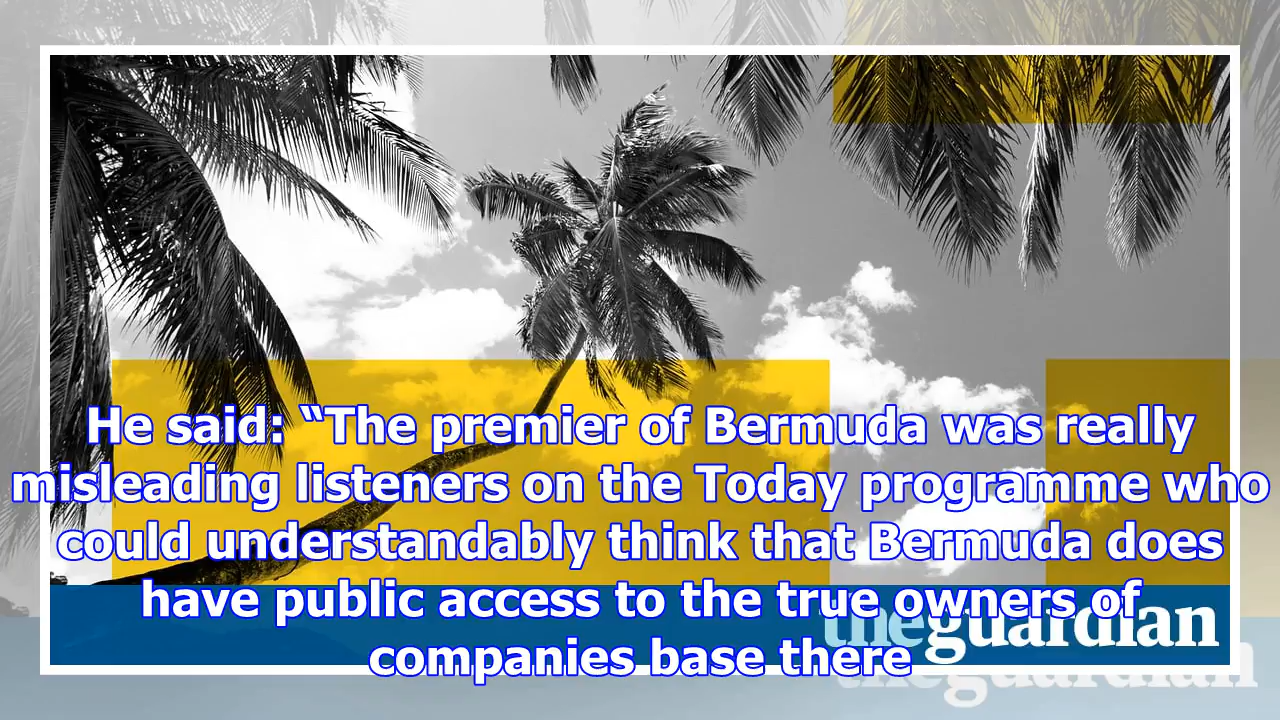 He said: “The premier of Bermuda was really
misleading listeners on the Today programme who
could understandably think that Bermuda does
have public access to the true owners of
theguardian
companies base there
theguardian